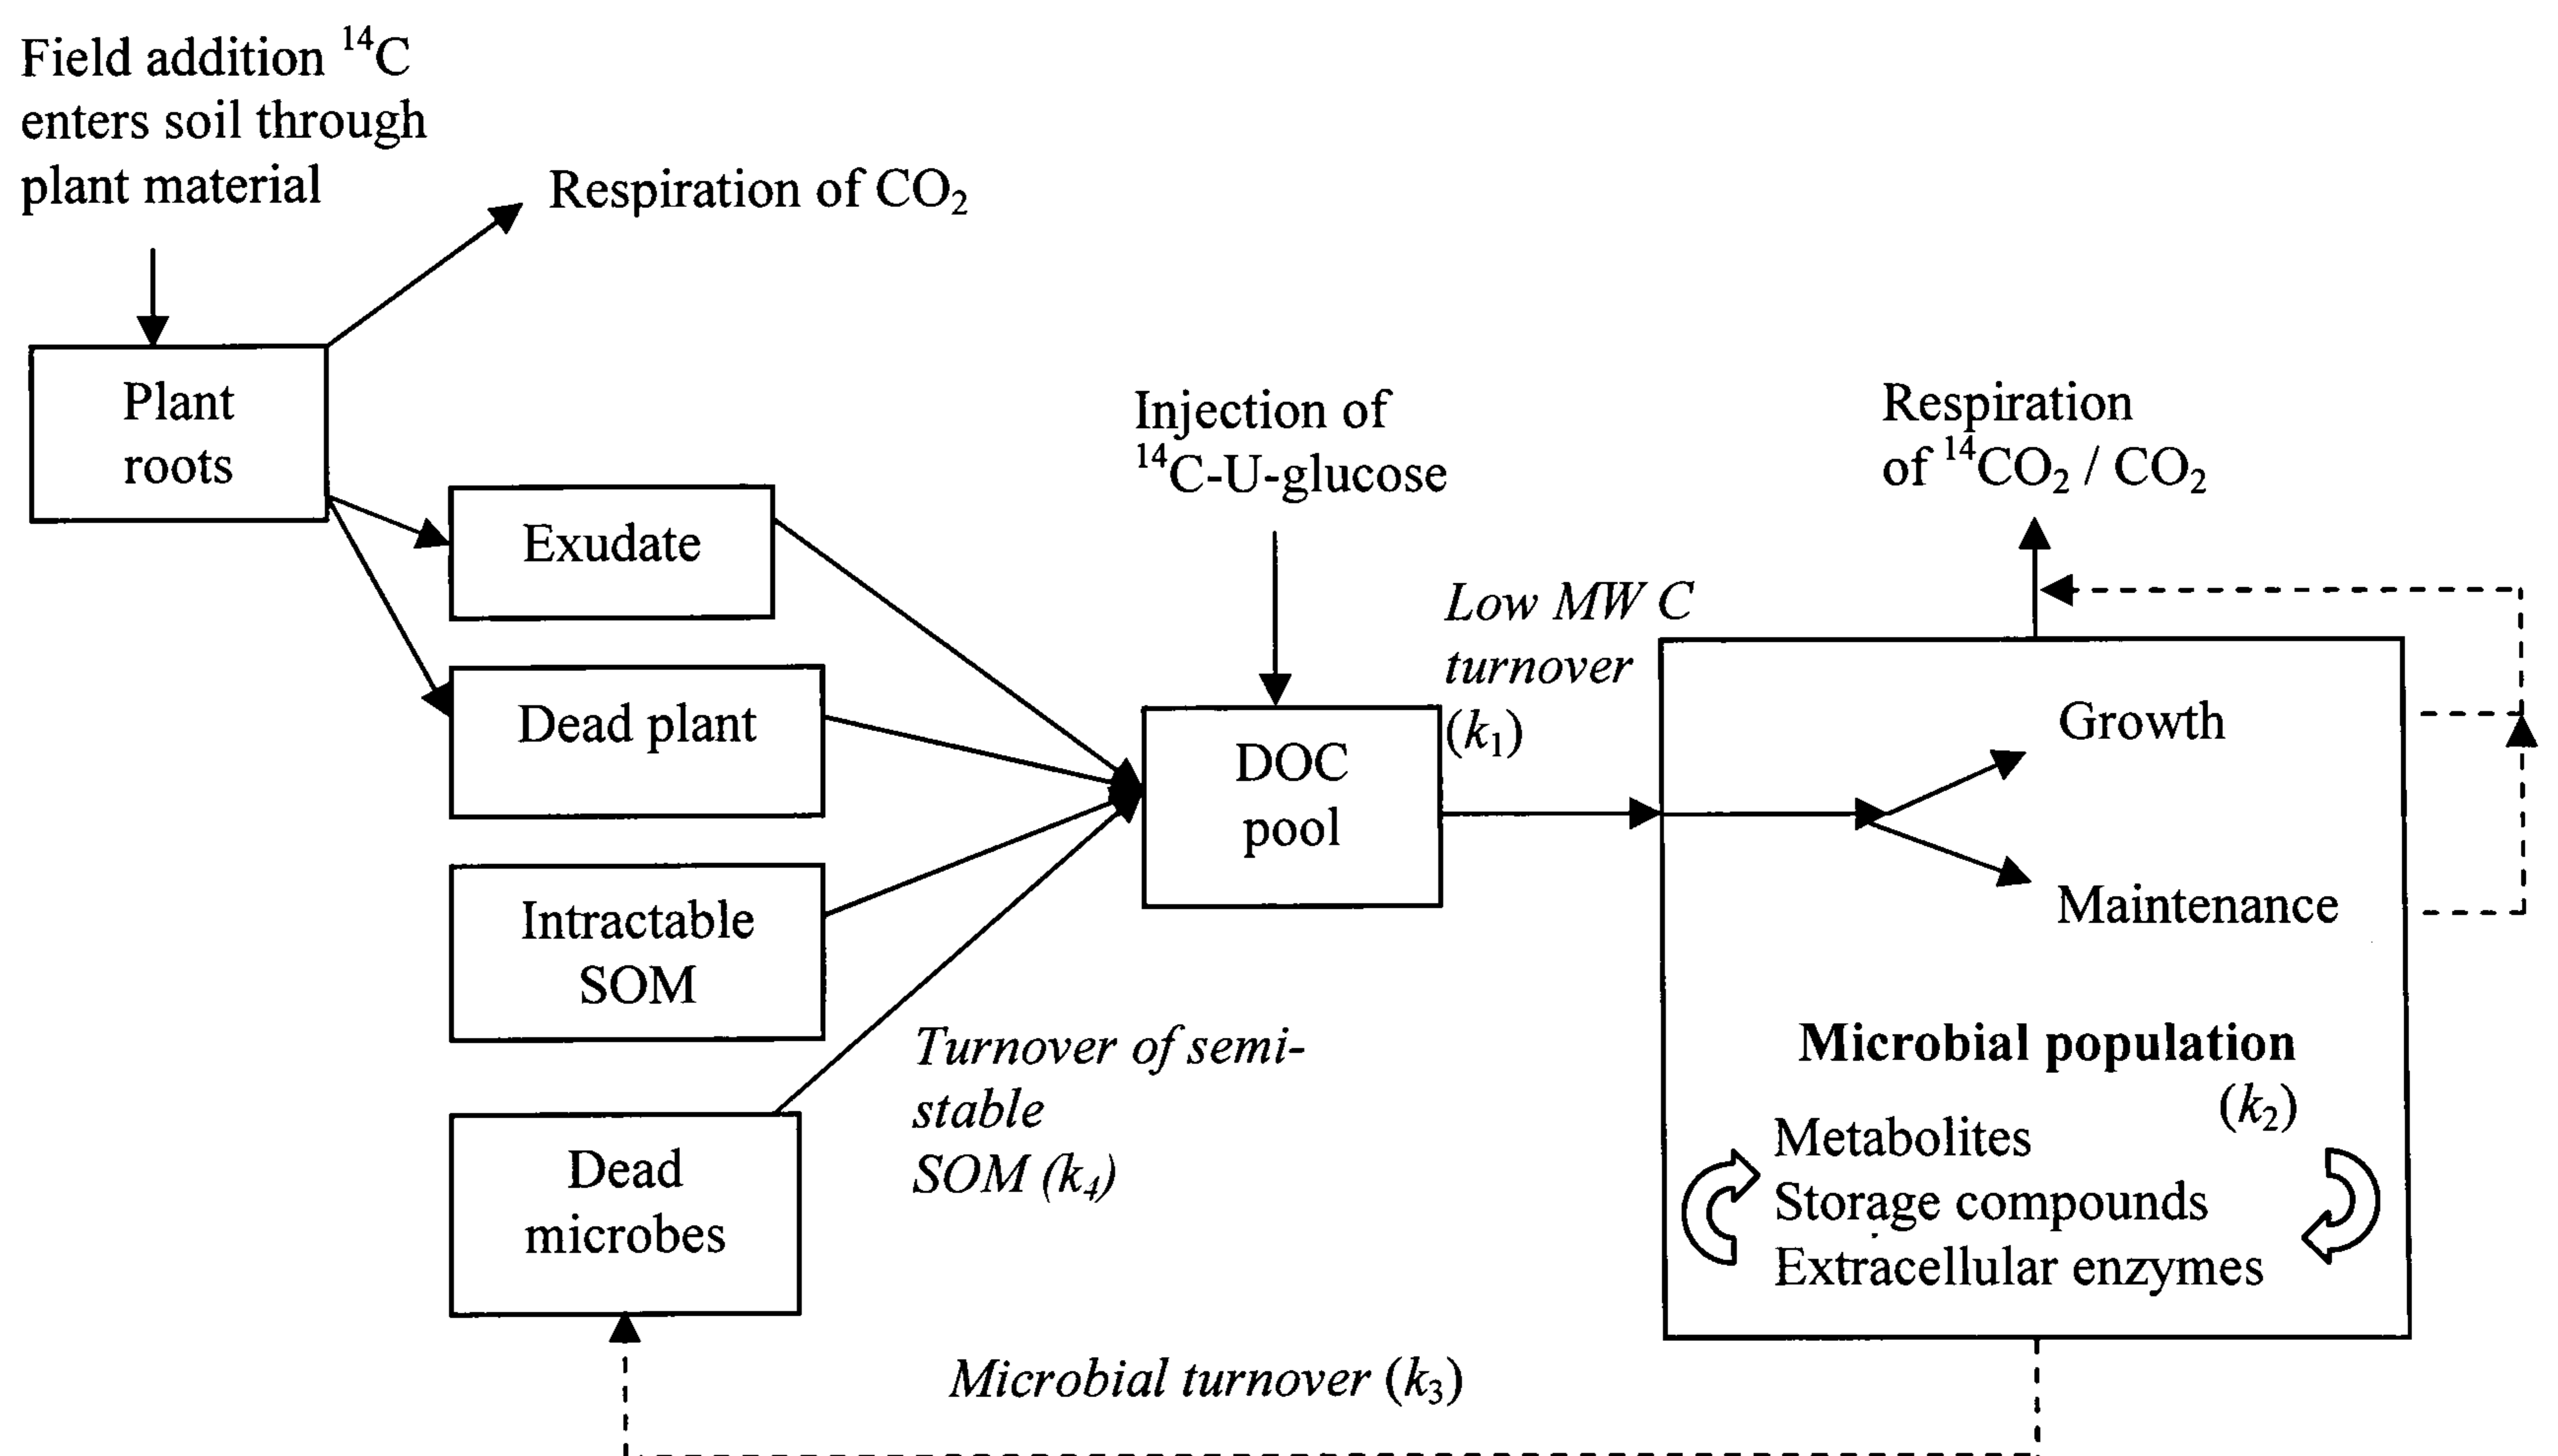 Field addition ¹⁴C
enters soil through
plant material
Respiration of CO₂
Plant
roots
Exudate
Dead plant
Intractable
SOM
Dead
microbes
Turnover of semi-
stable
SOM (k₄)
Microbial turnover (k₃)
Injection of
¹⁴C-U-glucose
DOC
pool
Low MW C
turnover
(k₁)
Respiration
of ¹⁴CO₂ / CO₂
Growth
Maintenance
Microbial population
(k₂)
Metabolites
Storage compounds
Extracellular enzymes